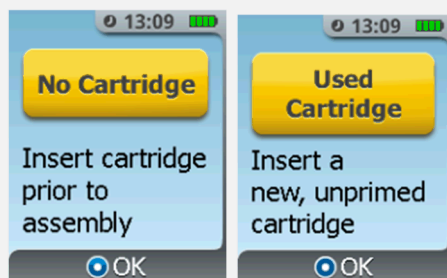 13:09
No Cartridge
Insert cartridge
prior to
assembly
OK
13:09
Used
Cartridge
Insert a
new, unprimed
cartridge
OK